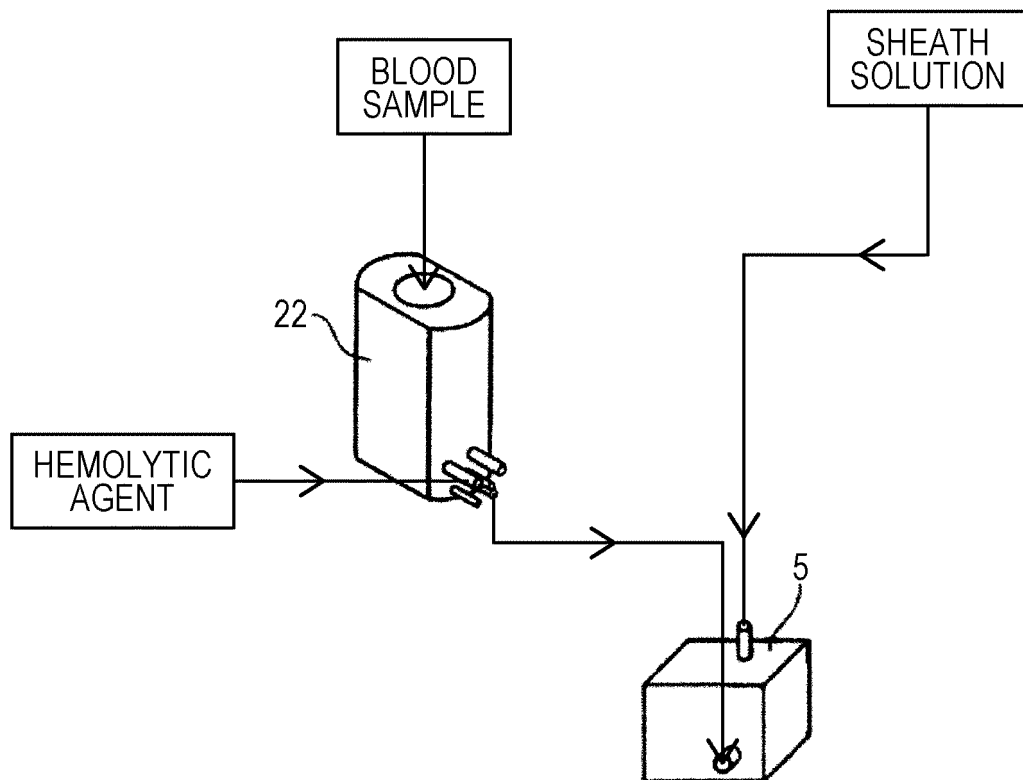 SHEATH
SOLUTION
BLOOD
SAMPLE
22
HEMOLYTIC
AGENT
5